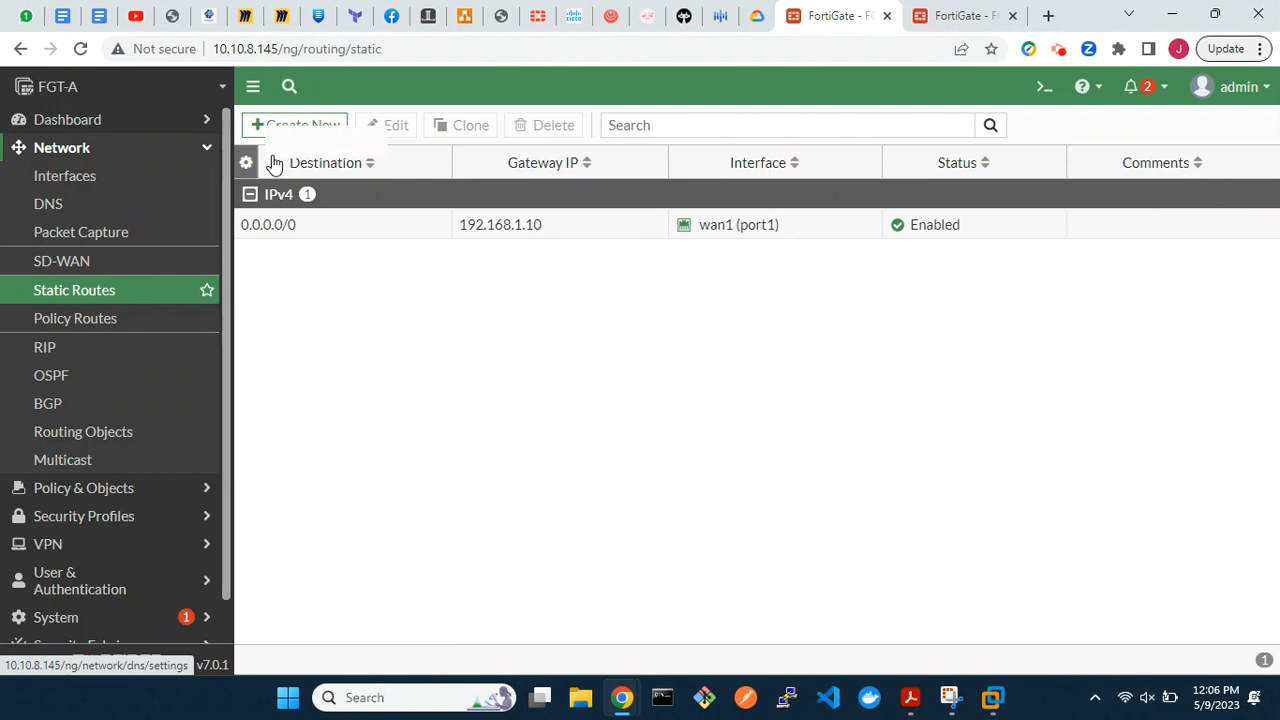 FortiGate - F
FortiGate - F
Not secure
10.10.8.145/ng/routing/static
J
Update
FGT-A
2
admin
Dashboard
Network
Interfaces
DNS
Packet Capture
SD-WAN
Static Routes
Policy Routes
RIP
OSPF
BGP
Routing Objects
Multicast
Policy & Objects
Security Profiles
VPN
User &
Authentication
System
1
v7.0.1
10.10.8.145/ng/network/dns/settings
Create New
Edit
Clone
Delete
Search
Destination
Gateway IP
Interface
Status
Comments
IPv4 1
0.0.0.0/0
192.168.1.10
wan1 (port1)
Enabled
1
Search
12:06 PM
5/9/2023